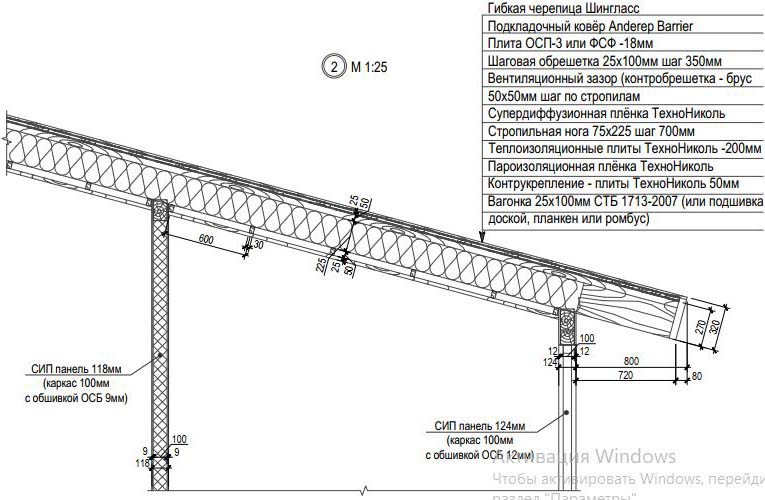 Гибкая черепица Шингласс
Подкладочный ковёр Anderep Barrier
Плита ОСП-3 или ФСФ -18мм
Шаговая обрешетка 25х100мм шаг 350мм
Вентиляционный зазор (контробрешетка - брус
50х50мм шаг по стропилам
Супердиффузионная плёнка ТехноНиколь
Стропильная нога 75х225 шаг 700мм
Теплоизоляционные плиты ТехноНиколь -200мм
Пароизоляционная плёнка ТехноНиколь
Контрукрепление - плиты ТехноНиколь 50мм
Вагонка 25х100мм СТБ 1713-2007 (или подшивка
доской, планкен или ромбус)
2 М 1:25
25
50
600
30
225
25
50
270
320
100
12 12
124
800
720 80
СИП панель 118мм
(каркас 100мм
с обшивкой ОСБ 9мм)
100
9 9
118
СИП панель 124мм
(каркас 100мм
с обшивкой ОСБ 12мм)
Активация Windows
Чтобы активировать Windows, перейди
раздел "Параметры"